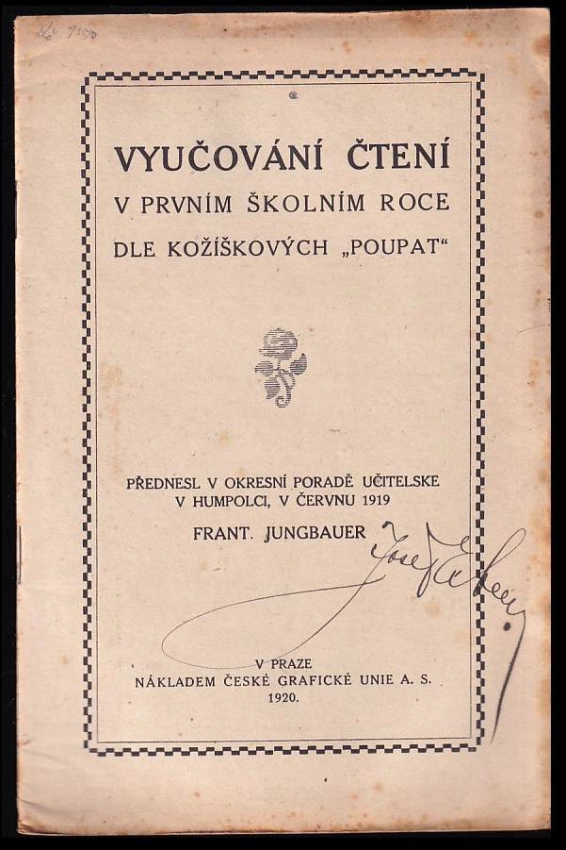 VYUČOVÁNÍ ČTENÍ
V PRVNÍM ŠKOLNÍM ROCE
DLE KOŽÍŠKOVÝCH „POUPAT“
PŘEDNESL V OKRESNÍ PORADĚ UČITELSKE
V HUMPOLCI, V ČERVNU 1919
FRANT. JUNGBAUER
Josef
V PRAZE
NÁKLADEM ČESKÉ GRAFICKÉ UNIE A. S.
1920.